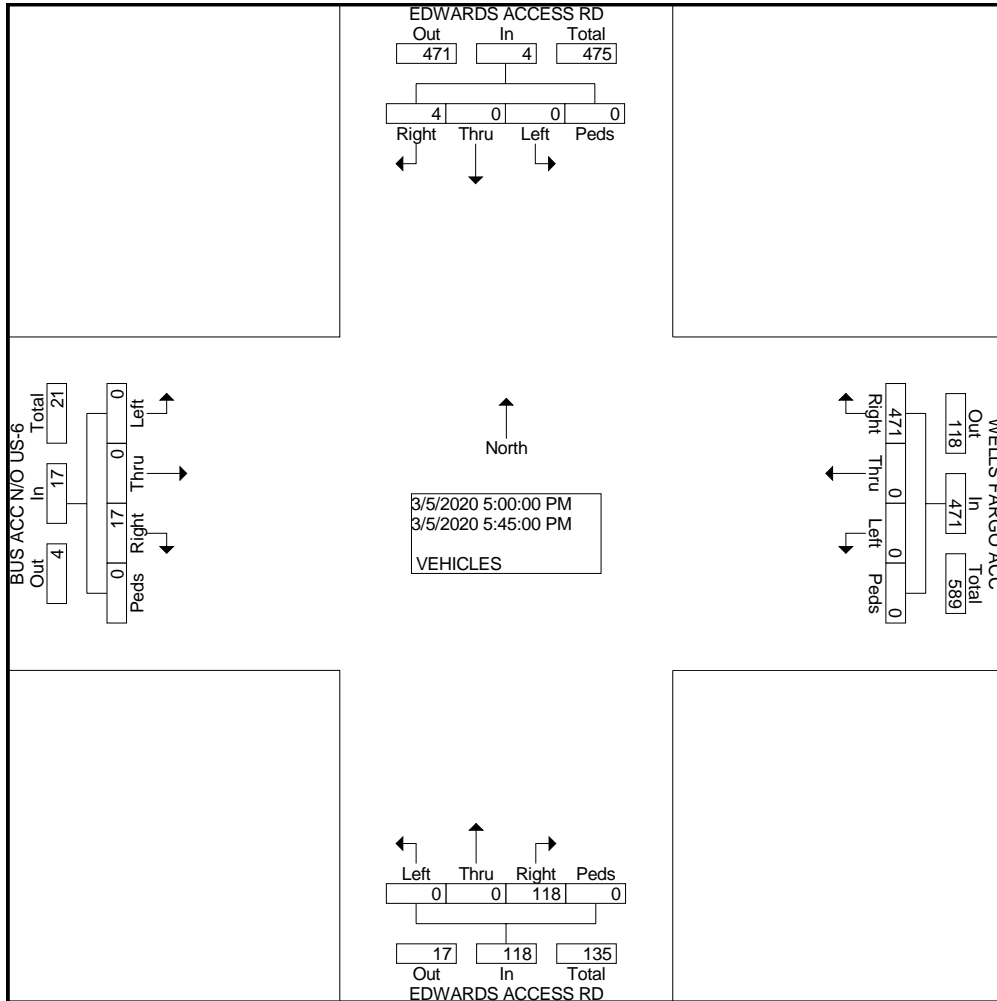 EDWARDS ACCESS RD
Out In Total
471 4 475
4 0 0 0
Right Thru Left Peds
BUS ACC N/O US-6
Total In Out
21 17 4
0 0 17 0
Left Thru Right Peds
North
3/5/2020 5:00:00 PM
3/5/2020 5:45:00 PM
VEHICLES
WELLS FARGO ACC
Out In Total
118 471 589
471 0 0 0
Right Thru Left Peds
Left Thru Right Peds
0 0 118 0
17 118 135
Out In Total
EDWARDS ACCESS RD